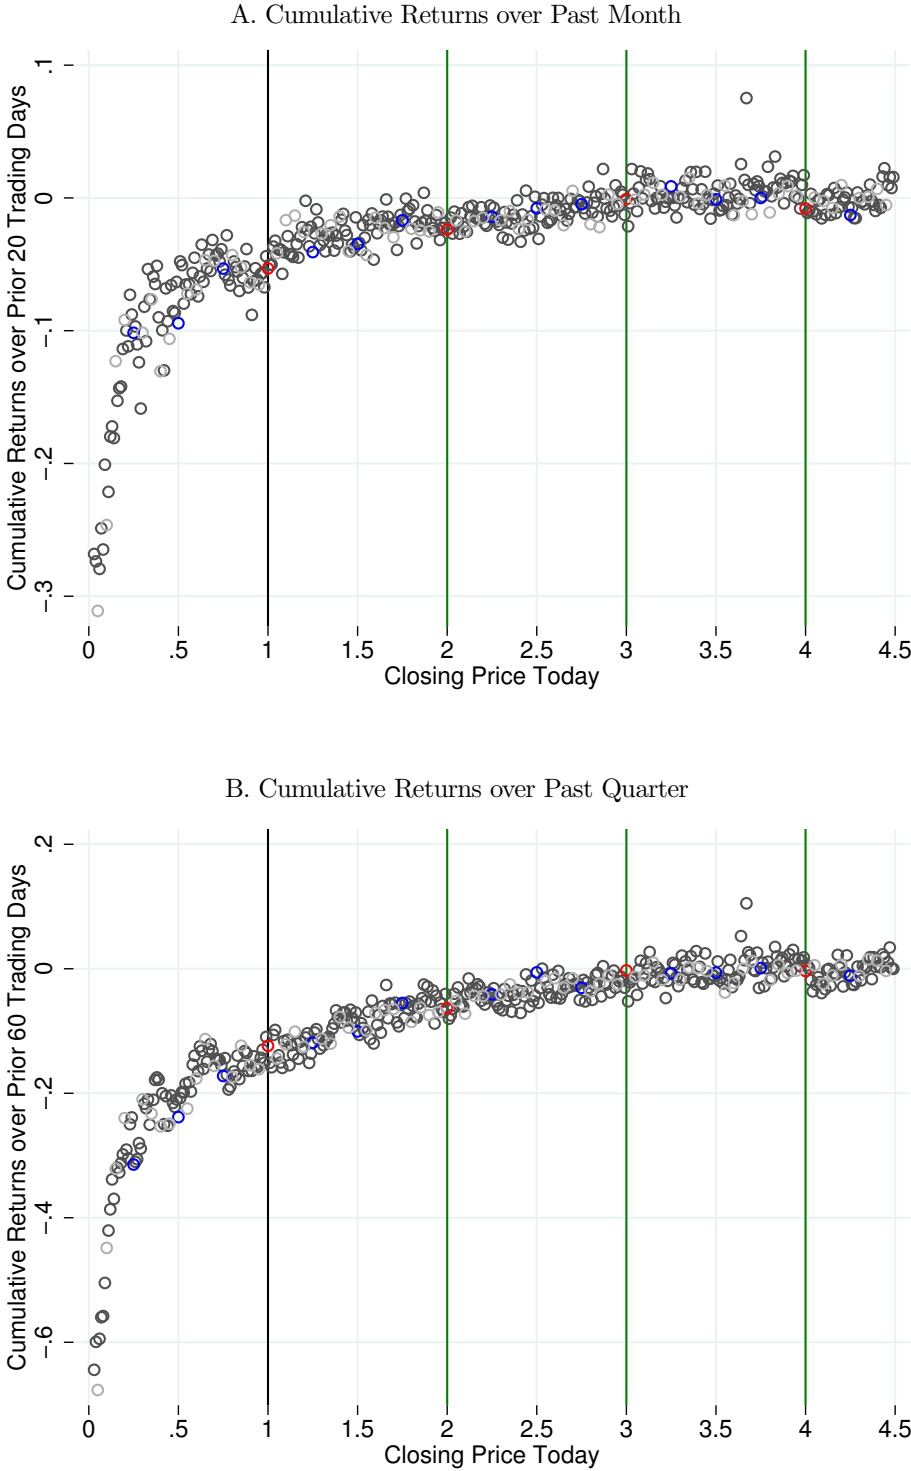 A. Cumulative Returns over Past Month
Cumulative Returns over Prior 20 Trading Days
.1
0
-.1
-.2
-.3
0 .5 1 1.5 2 2.5 3 3.5 4 4.5
Closing Price Today
B. Cumulative Returns over Past Quarter
Cumulative Returns over Prior 60 Trading Days
.2
0
-.2
-.4
-.6
0 .5 1 1.5 2 2.5 3 3.5 4 4.5
Closing Price Today